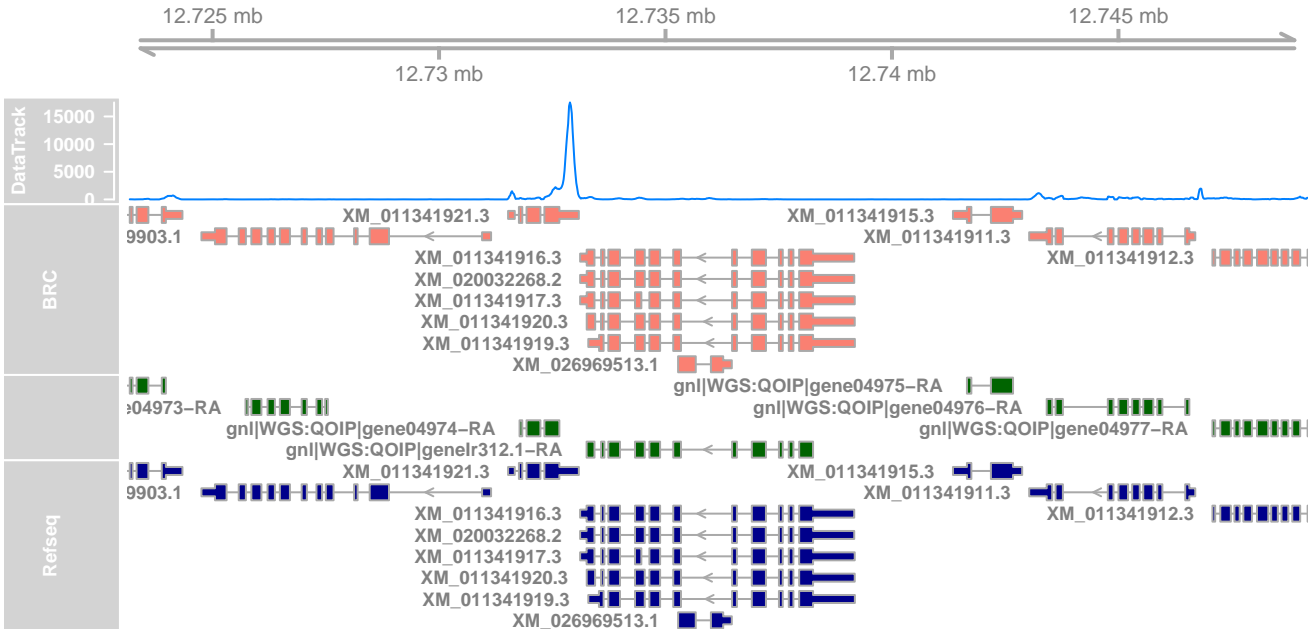 12.725 mb 12.735 mb 12.745 mb
12.73 mb 12.74 mb
DataTrack
15000
10000
5000
0
BRC
XM_011341921.3 XM_011341915.3
9903.1 XM_011341911.3
XM_011341916.3 XM_011341912.3
XM_020032268.2
XM_011341917.3
XM_011341920.3
XM_011341919.3
XM_026969513.1
gnl|WGS:QOIP|gene04975-RA
e04973-RA gnl|WGS:QOIP|gene04976-RA
gnl|WGS:QOIP|gene04974-RA gnl|WGS:QOIP|gene04977-RA
gnl|WGS:QOIP|geneIr312.1-RA
Refseq
XM_011341921.3 XM_011341915.3
9903.1 XM_011341911.3
XM_011341916.3 XM_011341912.3
XM_020032268.2
XM_011341917.3
XM_011341920.3
XM_011341919.3
XM_026969513.1